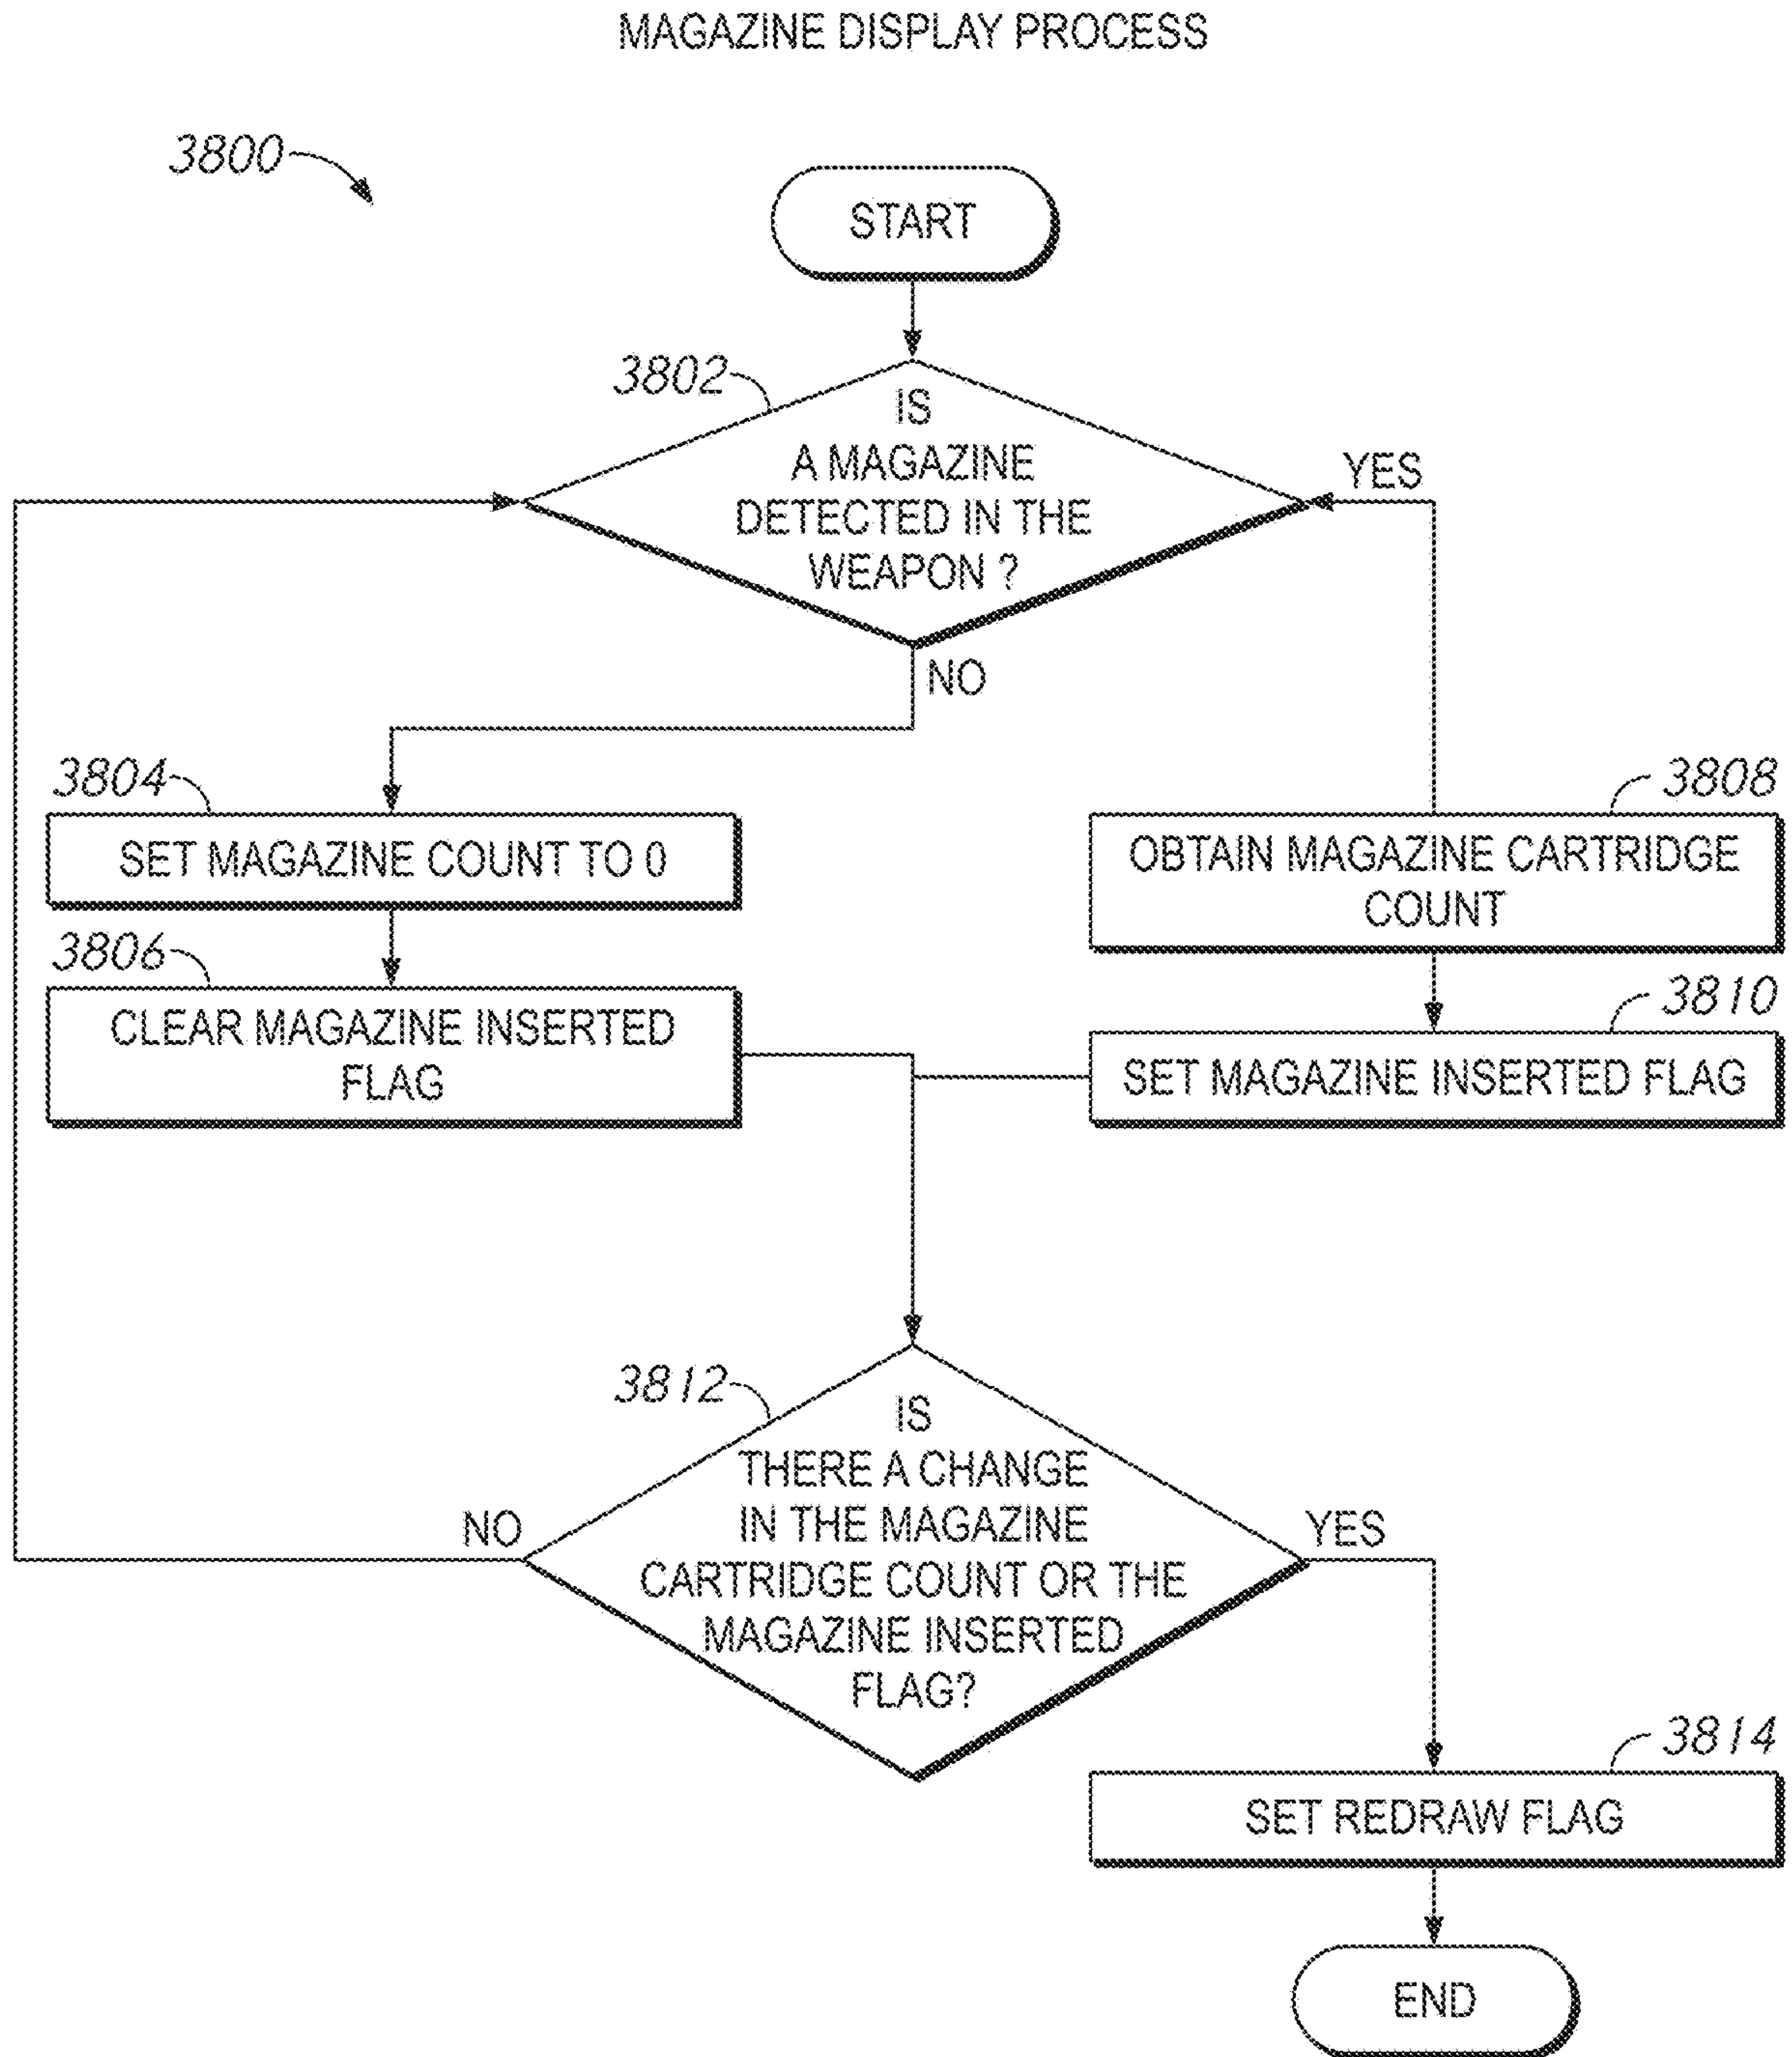 MAGAZINE DISPLAY PROCESS
3800
START
3802
IS
A MAGAZINE
DETECTED IN THE
WEAPON ?
YES
NO
3804
SET MAGAZINE COUNT TO 0
3808
OBTAIN MAGAZINE CARTRIDGE
COUNT
3806
CLEAR MAGAZINE INSERTED
FLAG
3810
SET MAGAZINE INSERTED FLAG
3812
IS
THERE A CHANGE
IN THE MAGAZINE
CARTRIDGE COUNT OR THE
MAGAZINE INSERTED
FLAG?
NO
YES
3814
SET REDRAW FLAG
END